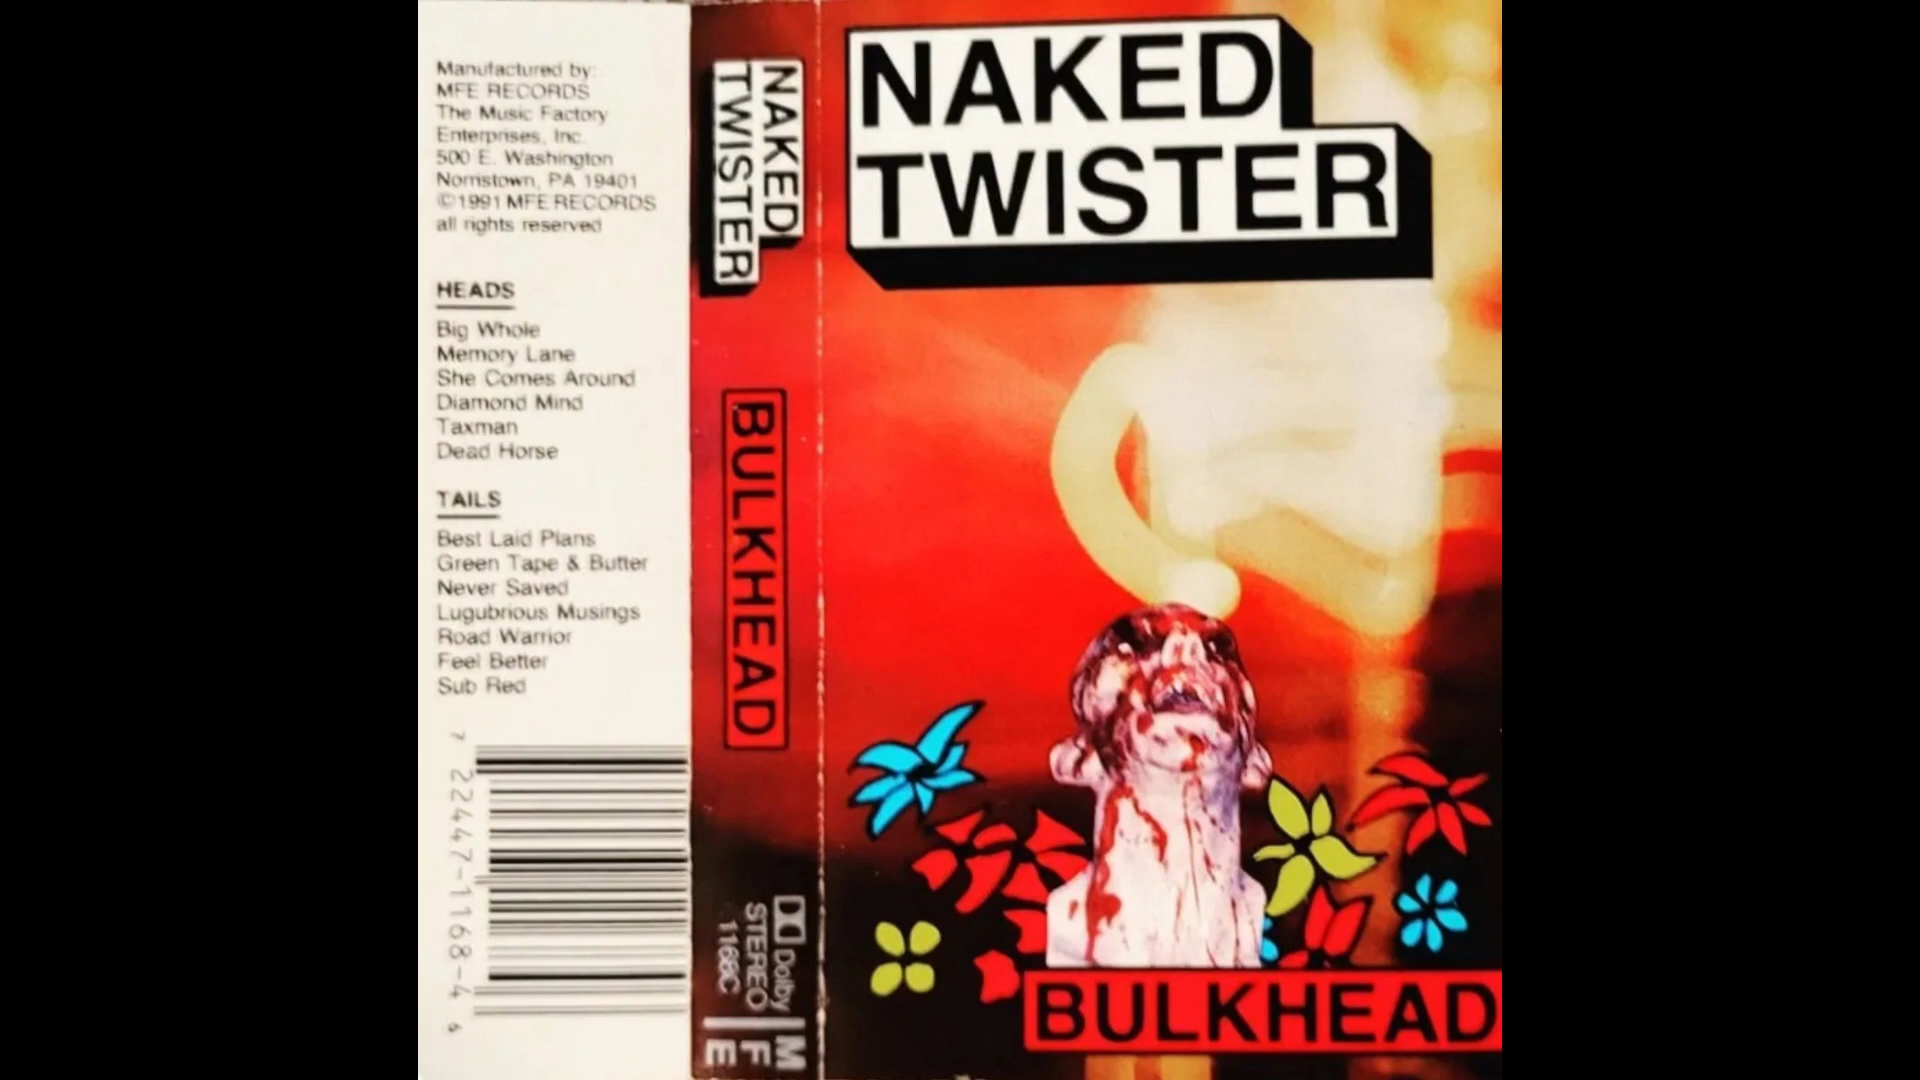 Manufactured by:
MFE RECORDS
The Music Factory
Enterprises, Inc.
500 E. Washington
Norristown, PA 19401
©1991 MFE RECORDS
all rights reserved
HEADS
Big Whole
Memory Lane
She Comes Around
Diamond Mind
Taxman
Dead Horse
TAILS
Best Laid Plans
Green Tape & Butter
Never Saved
Lugubrious Musings
Road Warrior
Feel Better
Sub Red
7 22447-1168-4 6
NAKED
TWISTER
BULKHEAD
Dolby
STEREO
1168C
M
F
E
NAKED
TWISTER
BULKHEAD